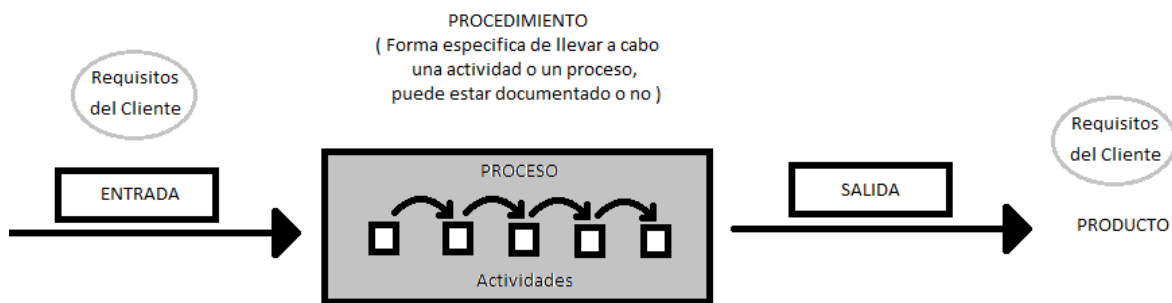 PROCEDIMIENTO
( Forma especifica de llevar a cabo
una actividad o un proceso,
puede estar documentado o no )
Requisitos
del Cliente
ENTRADA
PROCESO
Actividades
SALIDA
Requisitos
del Cliente
PRODUCTO